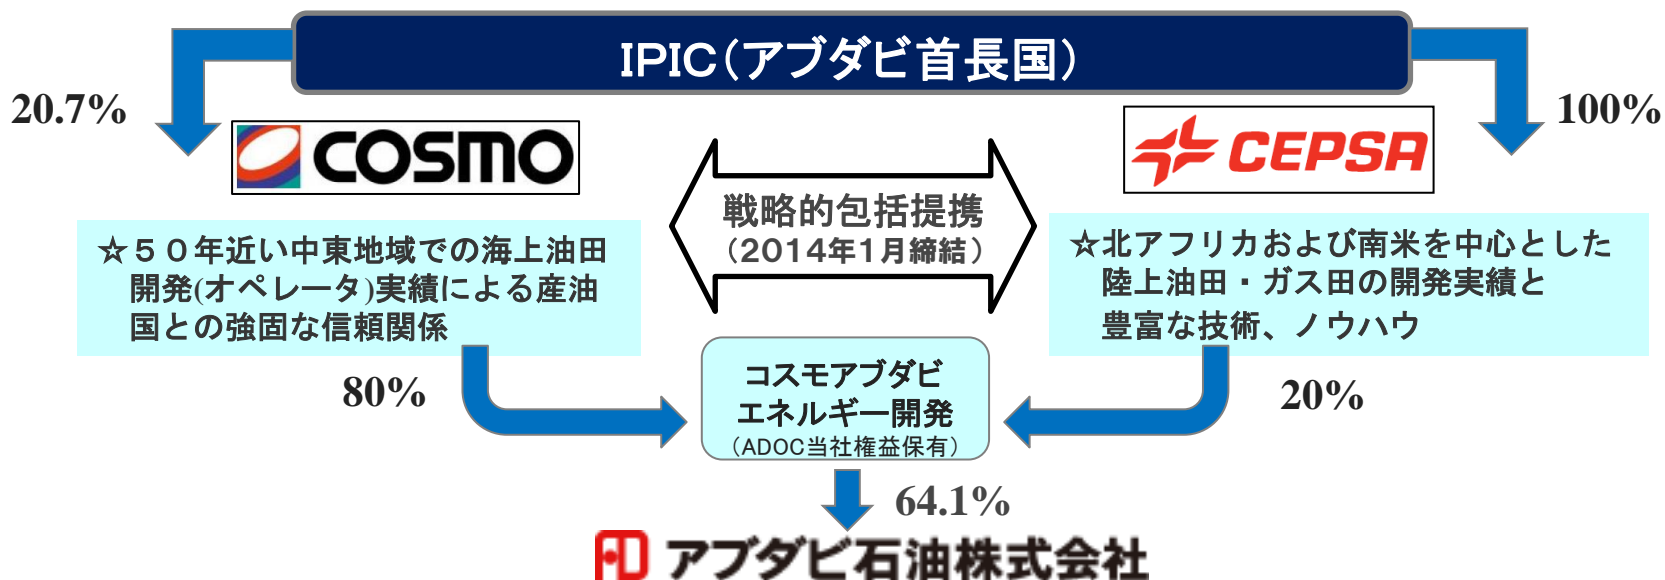 IPIC(アブダビ首長国)
20.7%
100%
COSMO
CEPSA
戦略的包括提携
(2014年1月締結)
☆50年近い中東地域での海上油田
開発(オペレータ)実績による産油
国との強固な信頼関係
☆北アフリカおよび南米を中心とした
陸上油田・ガス田の開発実績と
豊富な技術、ノウハウ
80%
コスモアブダビ
エネルギー開発
(ADOC当社権益保有)
20%
64.1%
アブダビ石油株式会社